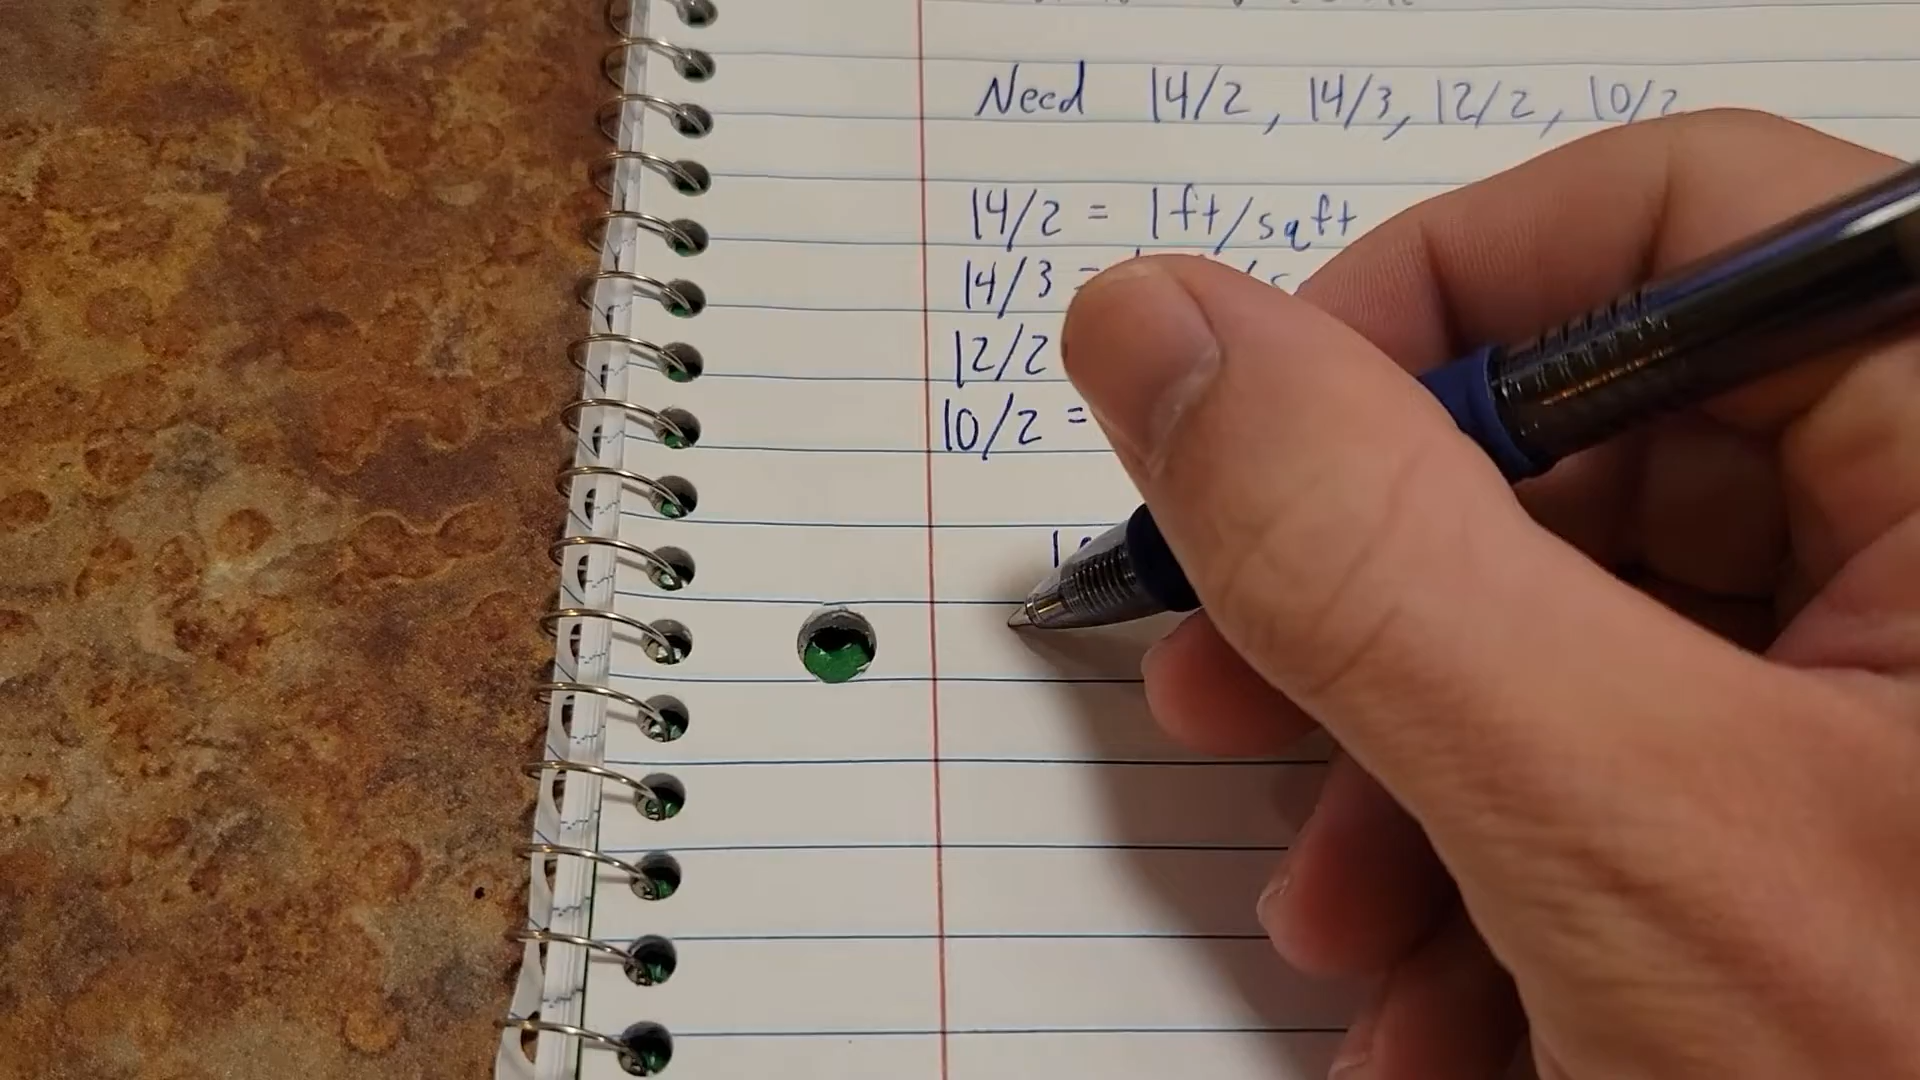 Need 14/2, 14/3, 12/2, 10/2
14/2 = 1ft/sqft
14/3 =
12/2
10/2 =